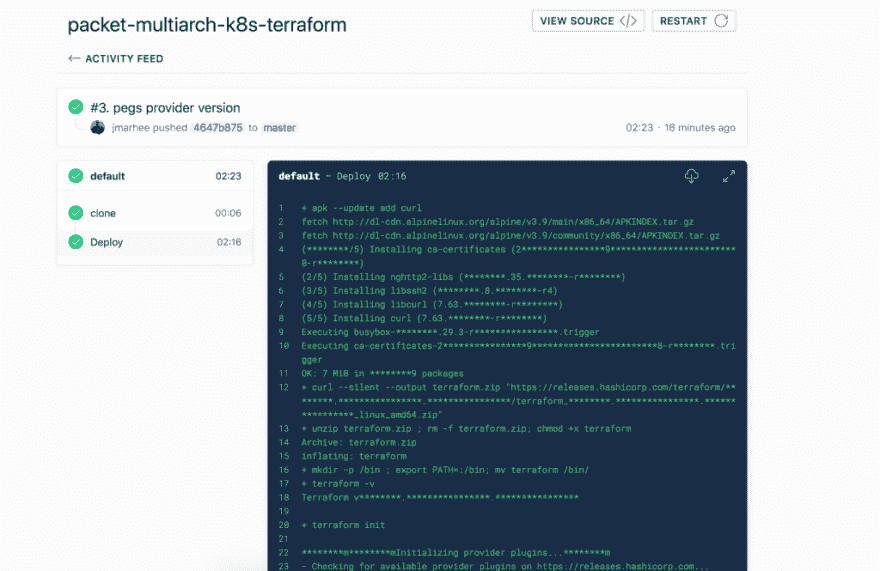 packet-multiarch-k8s-terraform
VIEW SOURCE </>
RESTART
← ACTIVITY FEED
#3. pegs provider version
jmarhee pushed 4647b875 to master
02:23 · 16 minutes ago
default 02:23
clone 00:06
Deploy 02:16
default — Deploy 02:16
1 + apk --update add curl
2 fetch http://dl-cdn.alpinelinux.org/alpine/v3.9/main/x86_64/APKINDEX.tar.gz
3 fetch http://dl-cdn.alpinelinux.org/alpine/v3.9/community/x86_64/APKINDEX.tar.gz
4 (********/5) Installing ca-certificates (2****************9************************
8-r********)
5 (2/5) Installing nghttp2-libs (********.35.********-r********)
6 (3/5) Installing libssh2 (********.8.********-r4)
7 (4/5) Installing libcurl (7.63.********-r********)
8 (5/5) Installing curl (7.63.********-r********)
9 Executing busybox-********.29.3-r****************.trigger
10 Executing ca-certificates-2****************9************************8-r********.tri
gger
11 OK: 7 MiB in ********9 packages
12 + curl --silent --output terraform.zip "https://releases.hashicorp.com/terraform/**
******.****************.****************/terraform_********.****************.******
**********_linux_amd64.zip"
13 + unzip terraform.zip ; rm -f terraform.zip; chmod +x terraform
14 Archive: terraform.zip
15 inflating: terraform
16 + mkdir -p /bin ; export PATH=:/bin; mv terraform /bin/
17 + terraform -v
18 Terraform v********.****************.****************
19
20 + terraform init
21
22 ********m********mInitializing provider plugins...********m
23 - Checking for available provider plugins on https://releases.hashicorp.com...